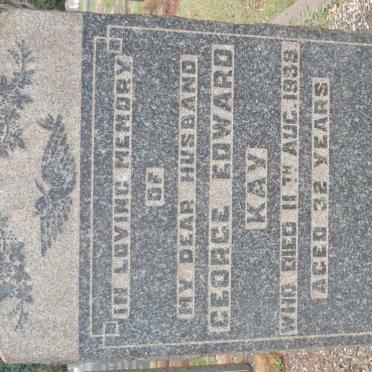 IN LOVING MEMORY
OF
MY DEAR HUSBAND
GEORGE EDWARD
KAY
WHO DIED 11TH AUG. 1938
AGED 32 YEARS